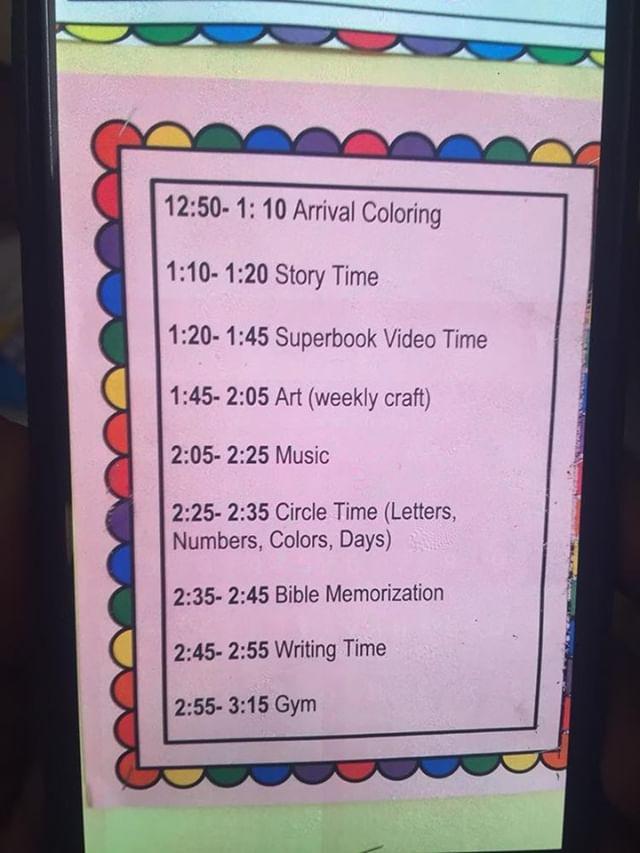 12:50- 1: 10 Arrival Coloring
1:10- 1:20 Story Time
1:20- 1:45 Superbook Video Time
1:45- 2:05 Art (weekly craft)
2:05- 2:25 Music
2:25- 2:35 Circle Time (Letters,
Numbers, Colors, Days)
2:35- 2:45 Bible Memorization
2:45- 2:55 Writing Time
2:55- 3:15 Gym